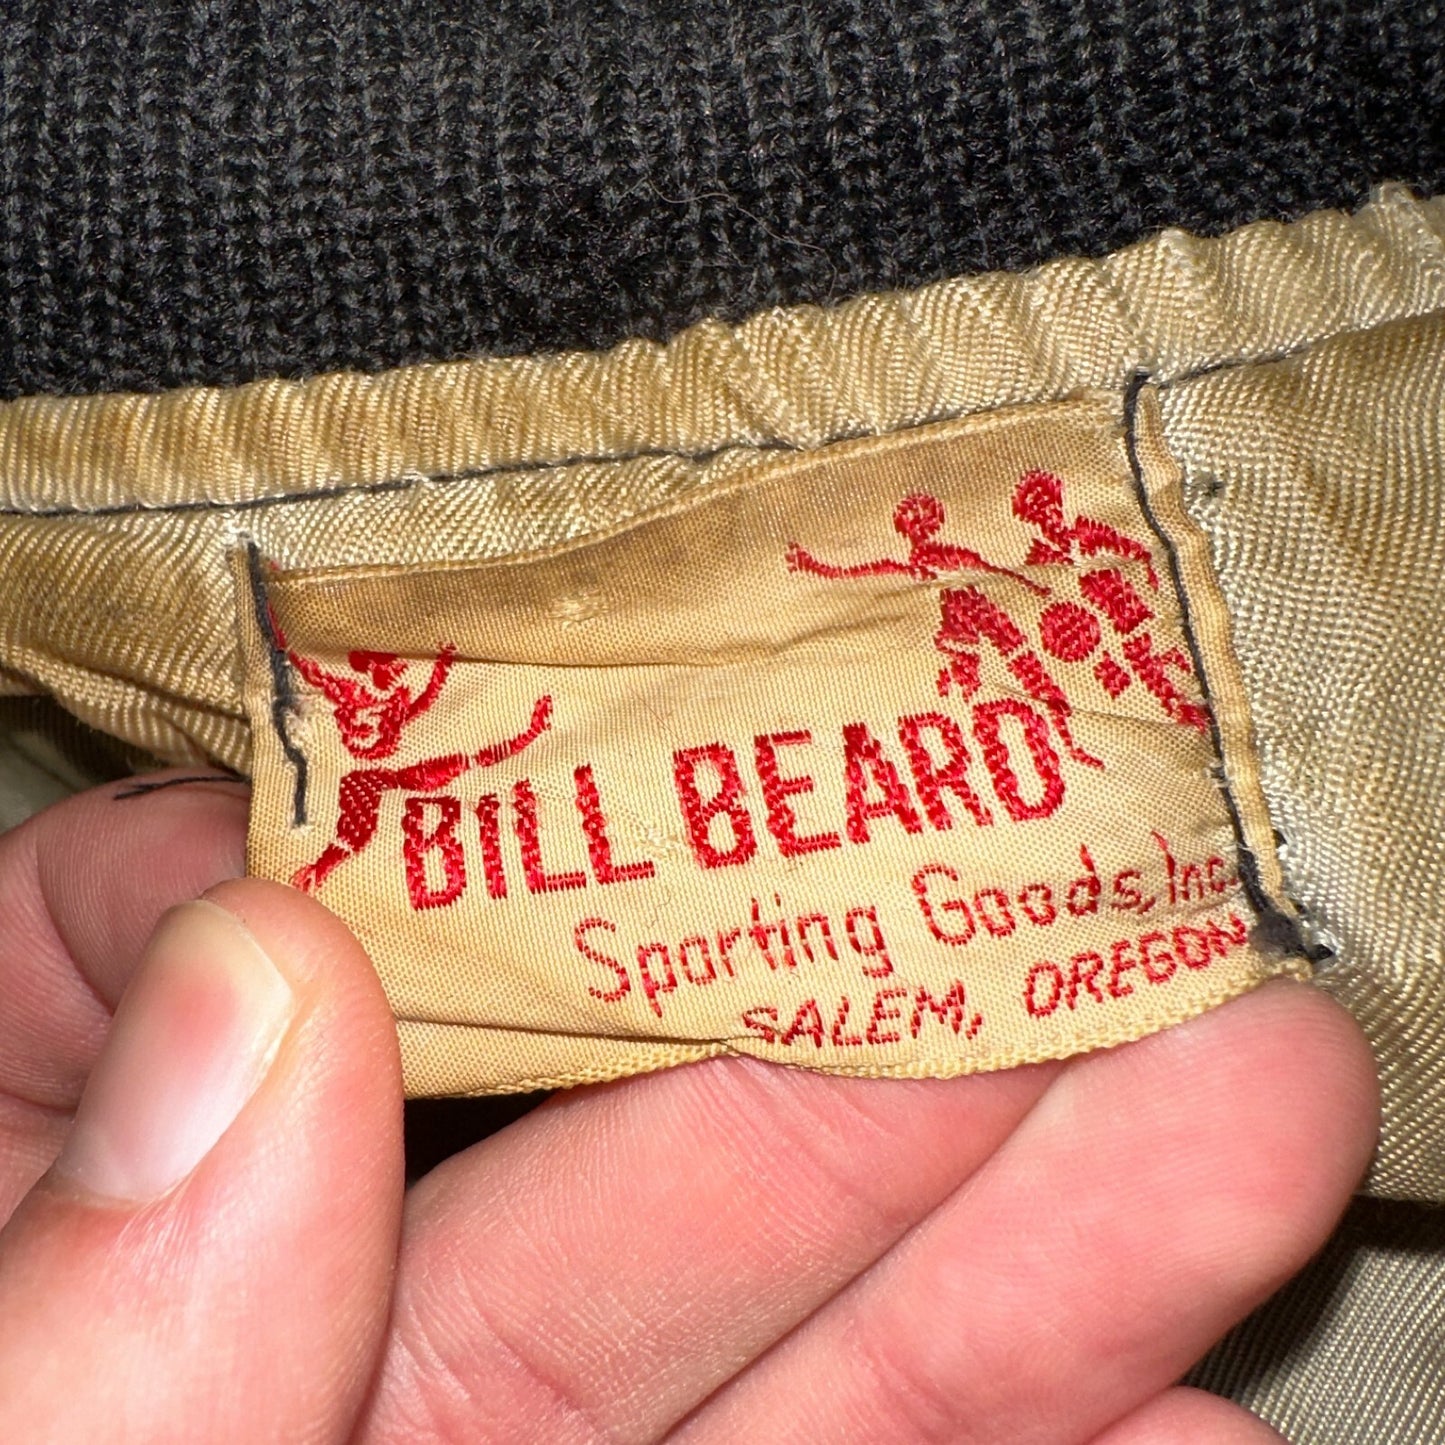 BILL BEARD
Sporting Goods, Inc.
SALEM, OREGON